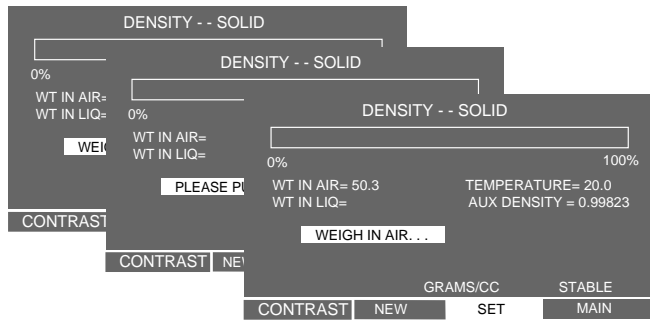 DENSITY - - SOLID
0%
WT IN AIR=
WT IN LIQ=
CONTRAST
DENSITY - - SOLID
0%
WT IN AIR=
WT IN LIQ=
PLEASE
CONTRAST
DENSITY - - SOLID
0% 100%
WT IN AIR= 50.3 TEMPERATURE= 20.0
WT IN LIQ= AUX DENSITY = 0.99823
WEIGH IN AIR. . .
GRAMS/CC STABLE
CONTRAST NEW SET MAIN